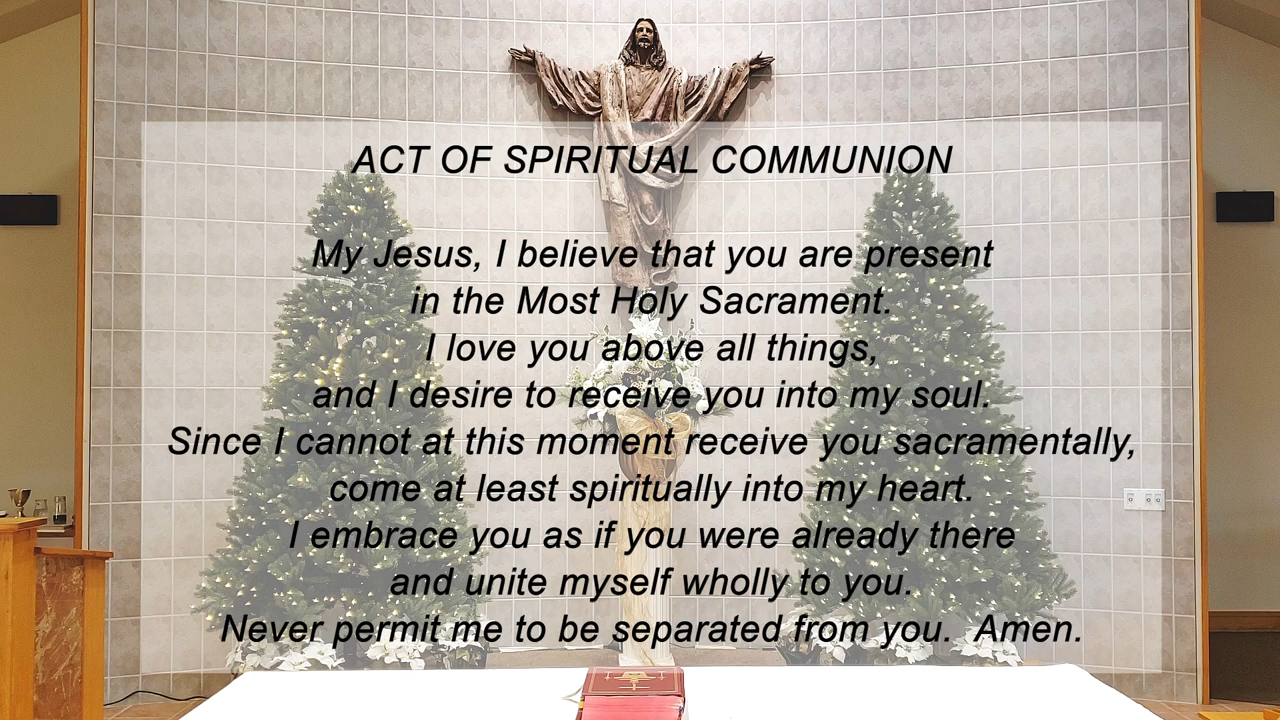 ACT OF SPIRITUAL COMMUNION
My Jesus, I believe that you are present
in the Most Holy Sacrament.
I love you above all things,
and I desire to receive you into my soul.
Since I cannot at this moment receive you sacramentally,
come at least spiritually into my heart.
I embrace you as if you were already there
and unite myself wholly to you.
Never permit me to be separated from you.  Amen.